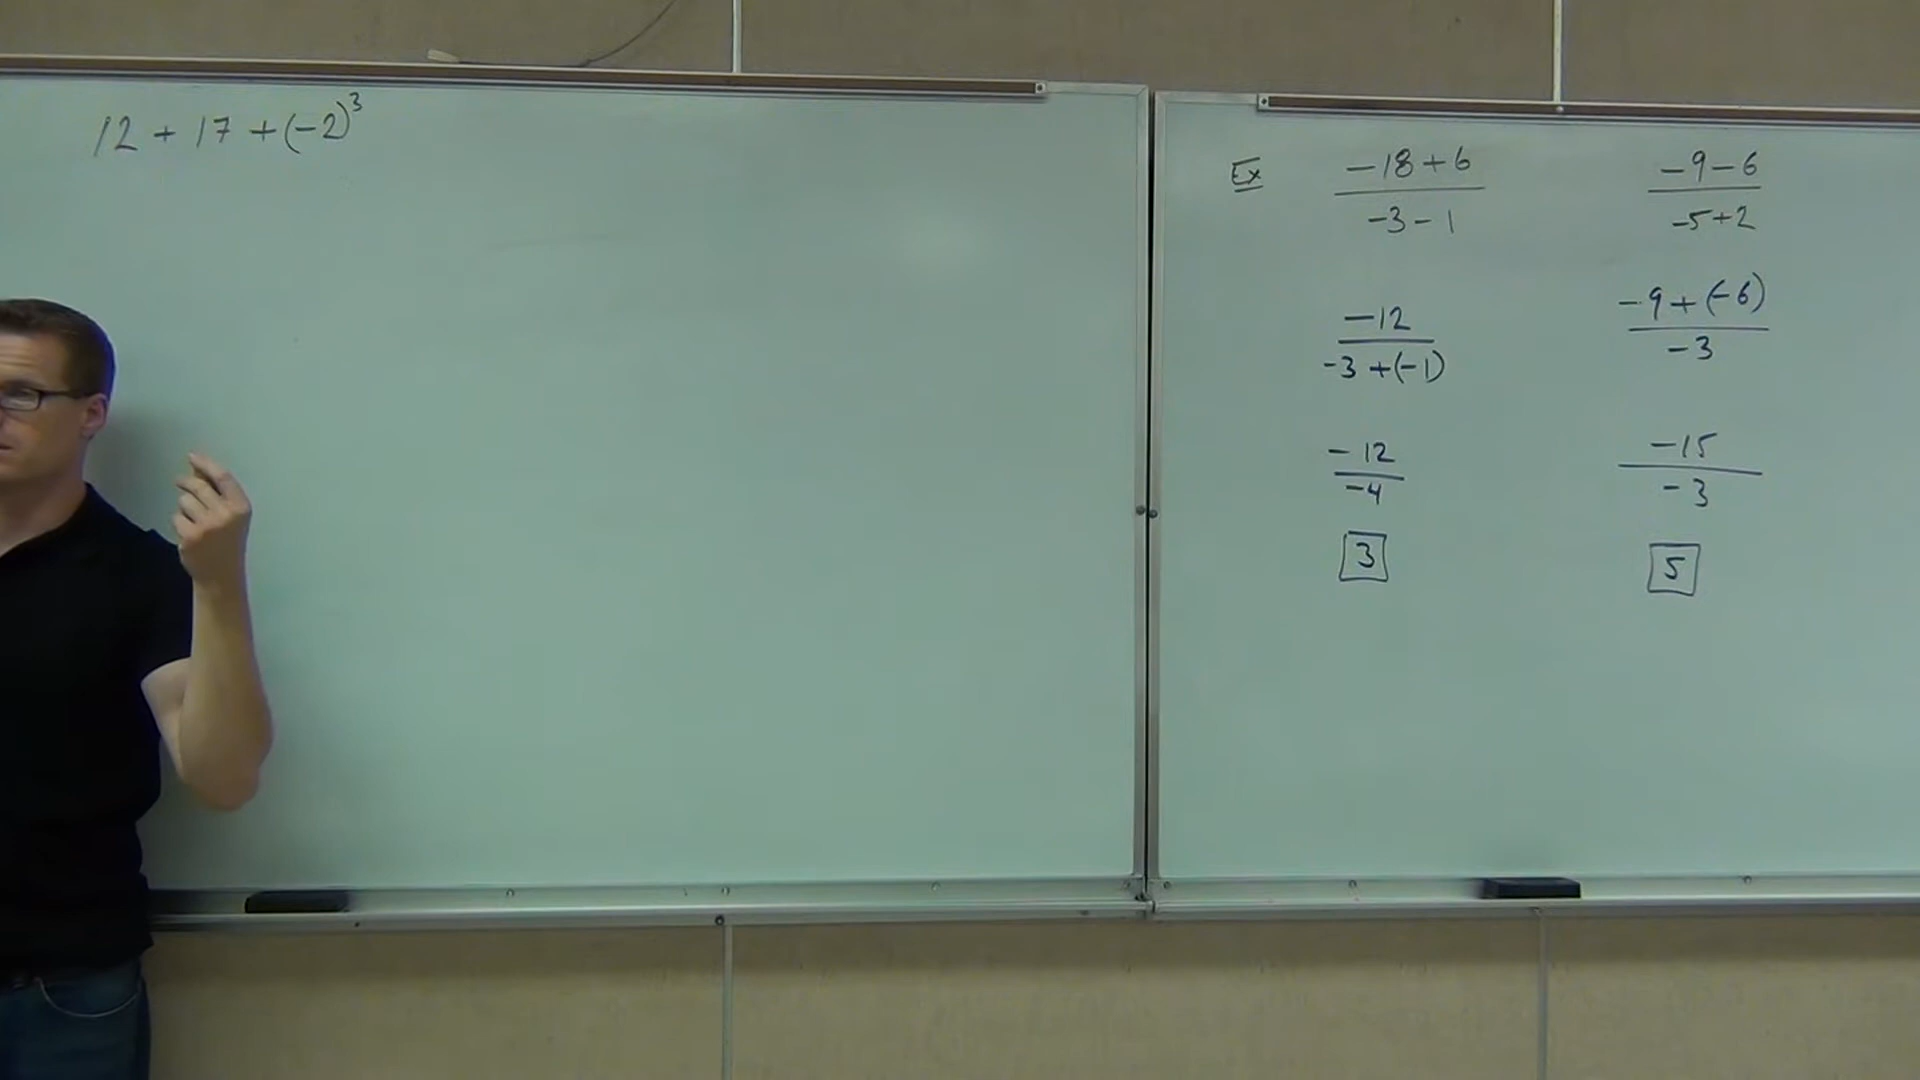 12 + 17 + (-2)³
Ex
-18 + 6
-3 - 1
-12
-3 + (-1)
-12
-4
3
-9 - 6
-5 + 2
-9 + (-6)
-3
-15
-3
5